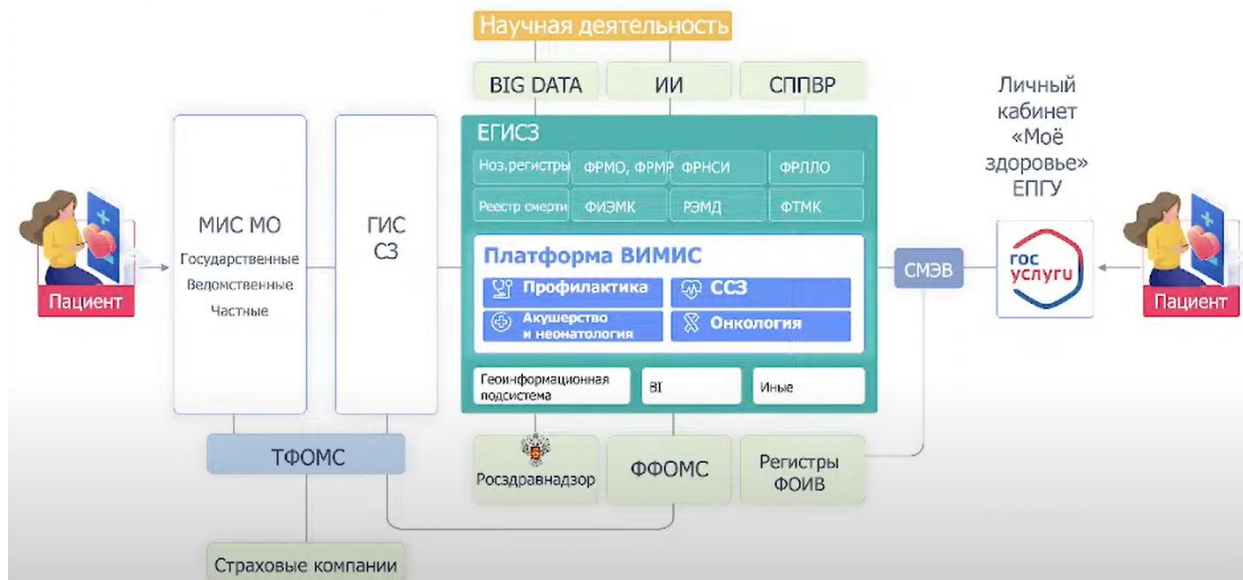 Научная деятельность
BIG DATA
ИИ
СППВР
Личный
кабинет
«Моё
здоровье»
ЕПГУ
ЕГИСЗ
Ноз.регистры
ФРМО, ФРМР
ФРНСИ
ФРЛЛО
Реестр смерти
ФИЭМК
РЭМД
ФТМК
МИС МО
Государственные
Ведомственные
Частные
ГИС
СЗ
Платформа ВИМИС
Профилактика
ССЗ
Акушерство
и неонатология
Онкология
СМЭВ
гос
услуги
Пациент
Пациент
Геоинформационная
подсистема
BI
Иные
ТФОМС
Росздравнадзор
ФФОМС
Регистры
ФОИВ
Страховые компании